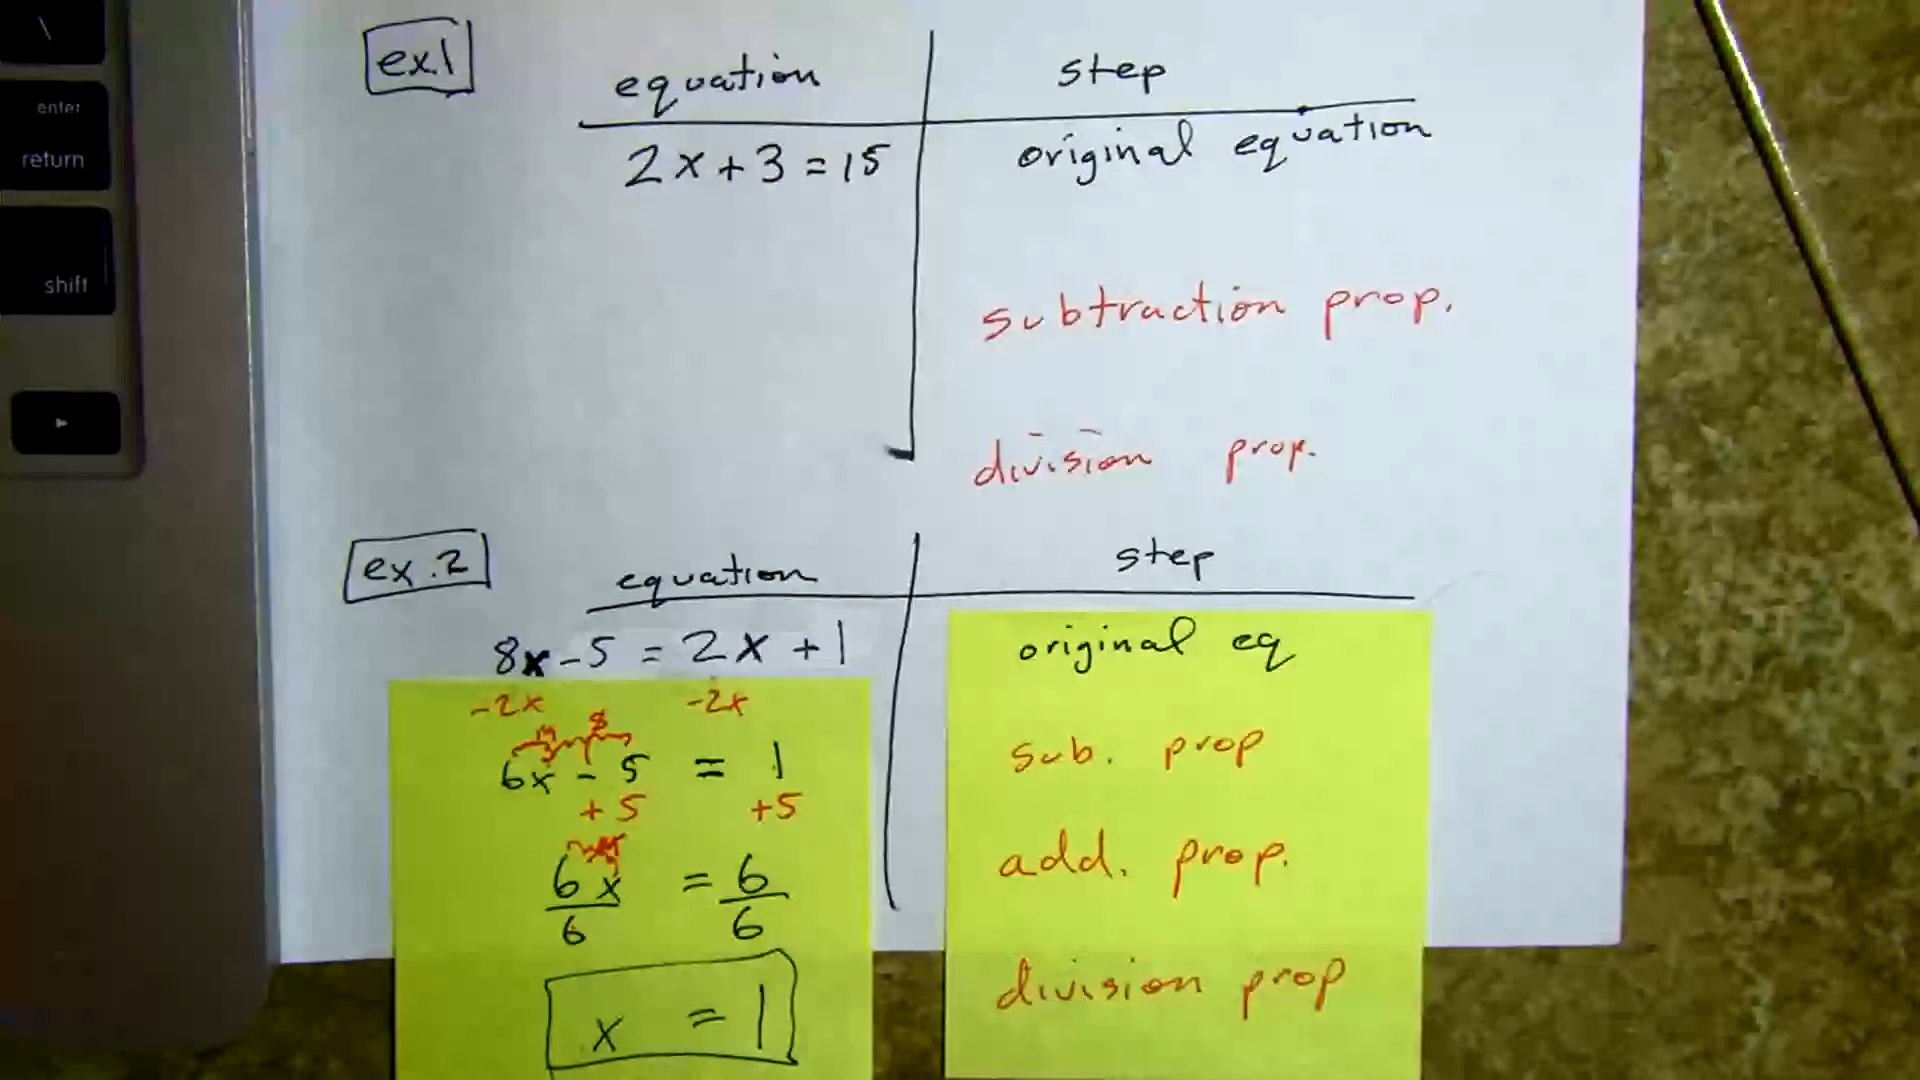 \
enter
return
shift
ex.1
equation step
2x+3=15 original equation
subtraction prop.
division prop.
ex.2
equation step
8x-5 = 2x+1 original eq
-2x -2x
8
6x - 5 = 1 sub. prop
+5 +5
6x = 6 add. prop.
6 6
x = 1 division prop